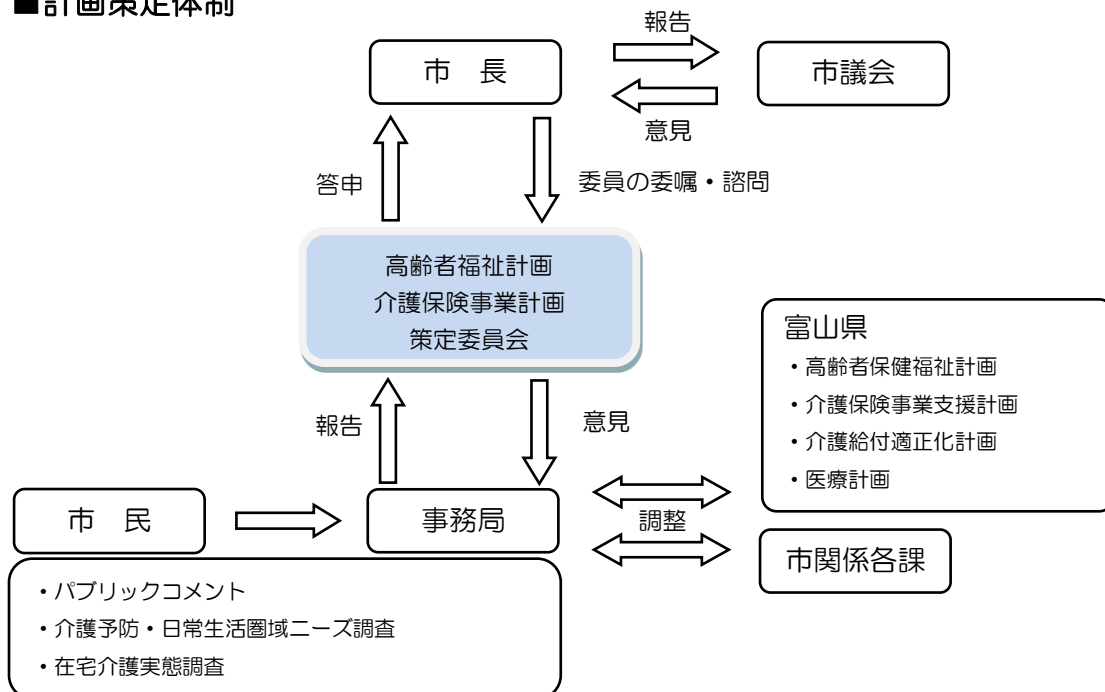 ■計画策定体制
報告
市　長
市議会
意見
答申
委員の委嘱・諮問
高齢者福祉計画
介護保険事業計画
策定委員会
富山県
・高齢者保健福祉計画
・介護保険事業支援計画
・介護給付適正化計画
・医療計画
報告
意見
市　民
事務局
調整
市関係各課
・パブリックコメント
・介護予防・日常生活圏域ニーズ調査
・在宅介護実態調査